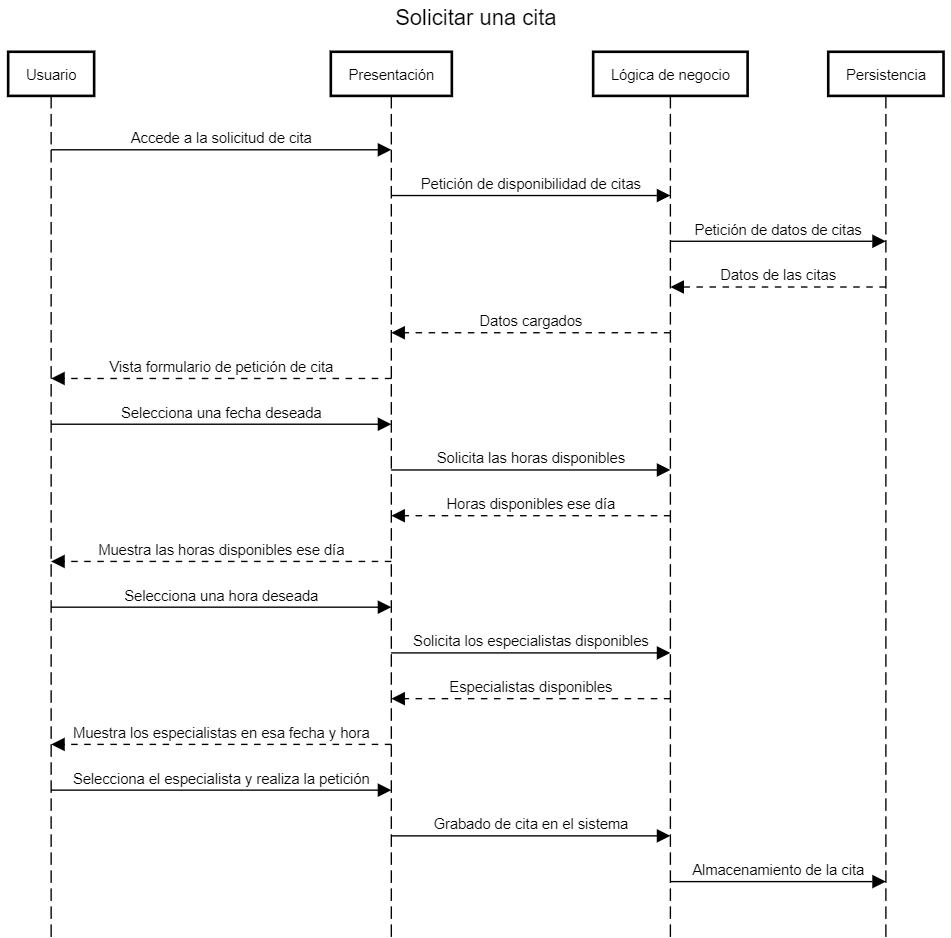 Solicitar una cita
Usuario
Presentación
Lógica de negocio
Persistencia
Accede a la solicitud de cita
Petición de disponibilidad de citas
Petición de datos de citas
Datos de las citas
Datos cargados
Vista formulario de petición de cita
Selecciona una fecha deseada
Solicita las horas disponibles
Horas disponibles ese día
Muestra las horas disponibles ese día
Selecciona una hora deseada
Solicita los especialistas disponibles
Especialistas disponibles
Muestra los especialistas en esa fecha y hora
Selecciona el especialista y realiza la petición
Grabado de cita en el sistema
Almacenamiento de la cita